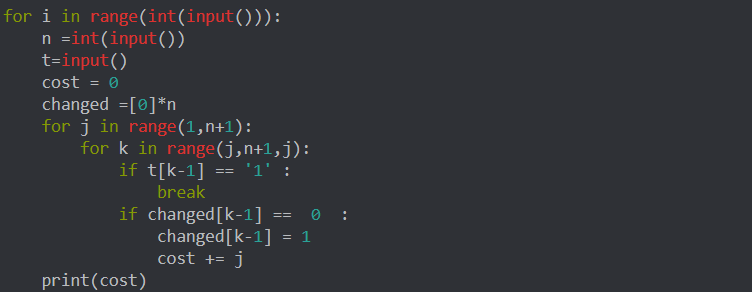 for i in range(int(input())):
    n =int(input())
    t=input()
    cost = 0
    changed =[0]*n
    for j in range(1,n+1):
        for k in range(j,n+1,j):
            if t[k-1] == '1' :
                break
            if changed[k-1] ==  0  :
                changed[k-1] = 1
                cost += j
    print(cost)